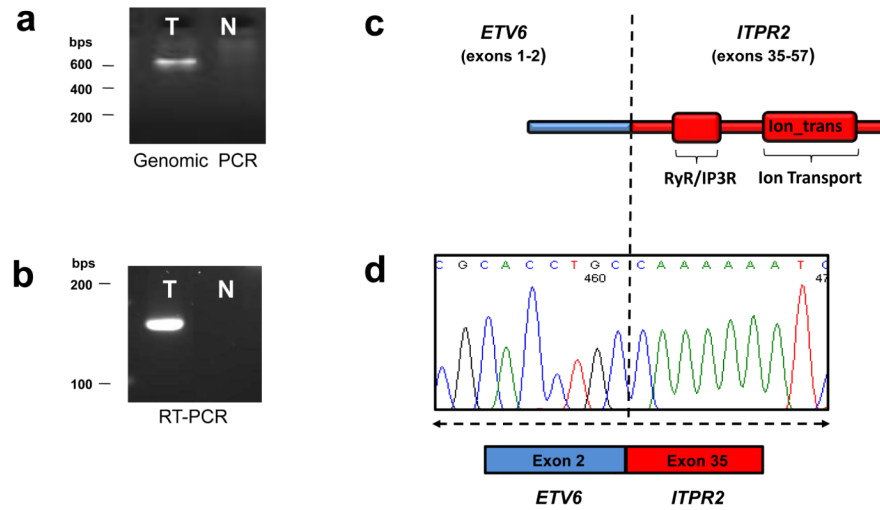 a
bps
T N
600
400
200
Genomic PCR
b
bps
T N
200
100
RT-PCR
c
ETV6
(exons 1-2)
ITPR2
(exons 35-57)
Ion_trans
RyR/IP3R
Ion Transport
d
C G C A C C T G C C A A A A A A T C
460
47
Exon 2
Exon 35
ETV6
ITPR2